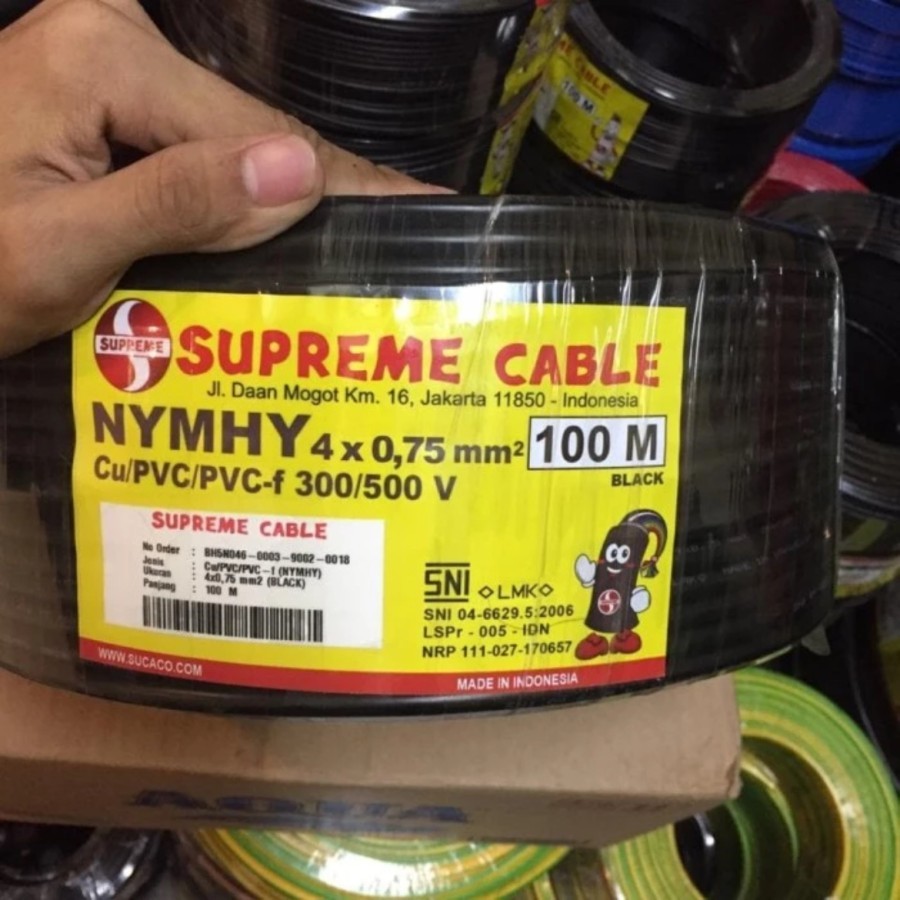 CABLE
100 M
SUPREME
SUPREME CABLE
Jl. Daan Mogot Km. 16, Jakarta 11850 - Indonesia
NYMHY 4 x 0,75 mm² 100 M
Cu/PVC/PVC-f 300/500 V
BLACK
SUPREME CABLE
No Order : BH5N046-0003-9002-0018
Jenis : Cu/PVC/PVC-f (NYMHY)
Ukuran : 4x0,75 mm2 (BLACK)
Panjang : 100 M
SNI LMK
SNI 04-6629.5:2006
LSPr - 005 - IDN
NRP 111-027-170657
WWW.SUCACO.COM
MADE IN INDONESIA
AQUA